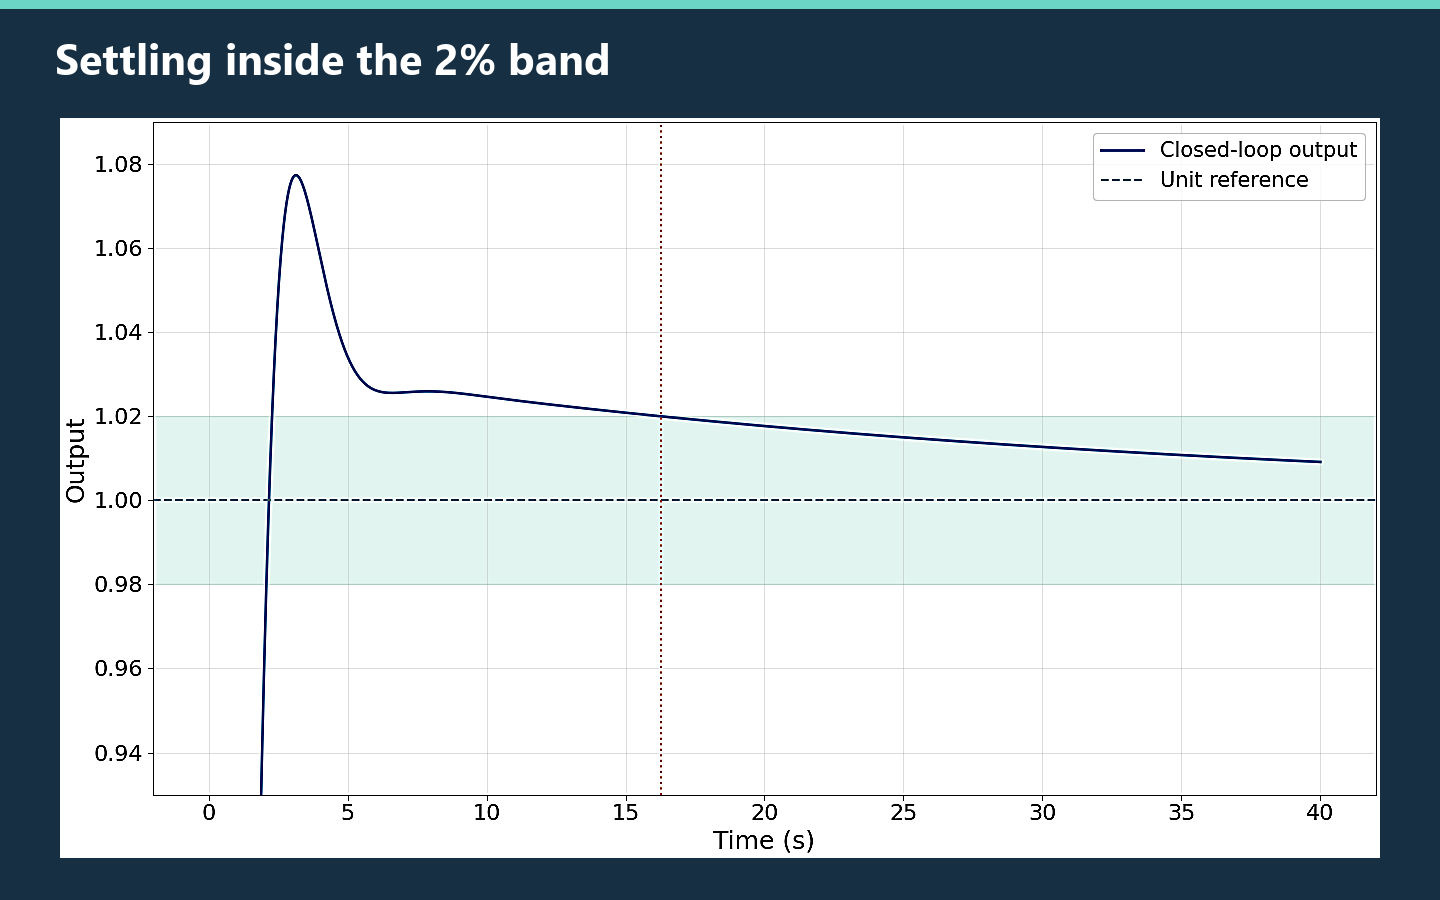 Settling inside the 2% band
Closed-loop output
Unit reference
1.08
1.06
1.04
1.02
1.00
0.98
0.96
0.94
Output
0 5 10 15 20 25 30 35 40
Time (s)